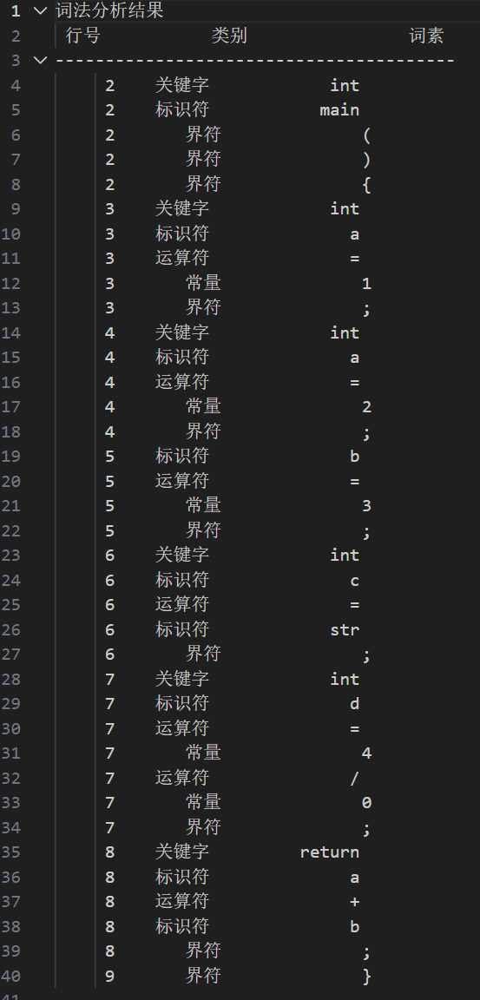 1 词法分析结果
2 行号 类别 词素
3 ----------------------------------------
4 2 关键字 int
5 2 标识符 main
6 2 界符 (
7 2 界符 )
8 2 界符 {
9 3 关键字 int
10 3 标识符 a
11 3 运算符 =
12 3 常量 1
13 3 界符 ;
14 4 关键字 int
15 4 标识符 a
16 4 运算符 =
17 4 常量 2
18 4 界符 ;
19 5 标识符 b
20 5 运算符 =
21 5 常量 3
22 5 界符 ;
23 6 关键字 int
24 6 标识符 c
25 6 运算符 =
26 6 标识符 str
27 6 界符 ;
28 7 关键字 int
29 7 标识符 d
30 7 运算符 =
31 7 常量 4
32 7 运算符 /
33 7 常量 0
34 7 界符 ;
35 8 关键字 return
36 8 标识符 a
37 8 运算符 +
38 8 标识符 b
39 8 界符 ;
40 9 界符 }
41